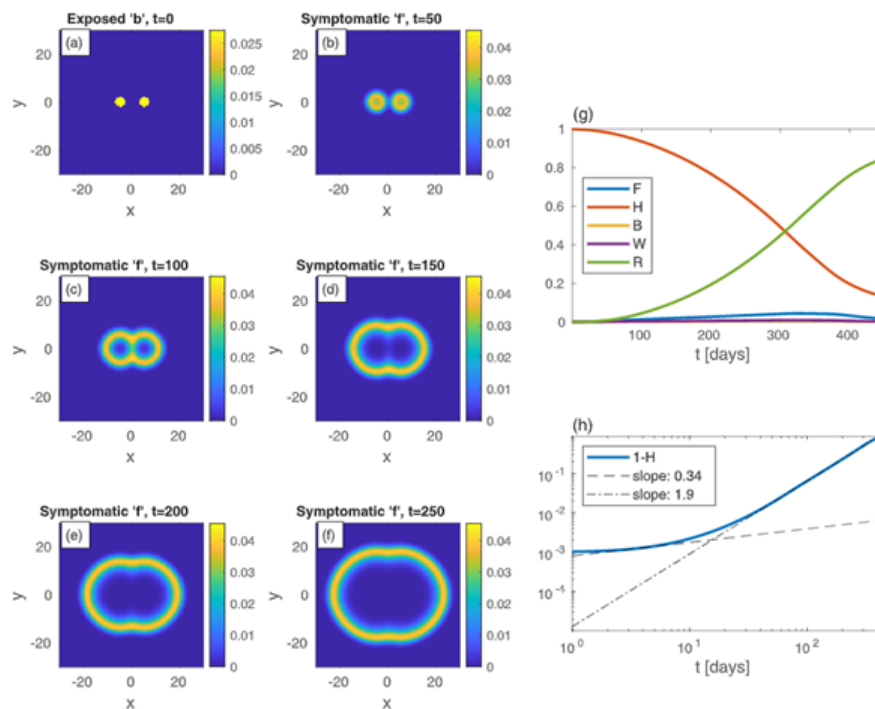 Exposed 'b', t=0
(a)
30
20
0
-20
y
-20 0 20
x
0.025
0.02
0.015
0.01
0.005
0
Symptomatic 'f', t=50
(b)
20
0
-20
y
-20 0 20
x
0.04
0.03
0.02
0.01
0
Symptomatic 'f', t=100
(c)
20
0
-20
y
-20 0 20
x
0.04
0.03
0.02
0.01
0
Symptomatic 'f', t=150
(d)
20
0
-20
y
-20 0 20
x
0.04
0.03
0.02
0.01
0
Symptomatic 'f', t=200
(e)
20
0
-20
y
-20 0 20
x
0.04
0.03
0.02
0.01
0
Symptomatic 'f', t=250
(f)
20
0
-20
y
-20 0 20
x
0.04
0.03
0.02
0.01
0
(g)
1
0.8
0.6
0.4
0.2
0
F
H
B
W
R
100 200 300 400
t [days]
(h)
10⁻¹
10⁻²
10⁻³
10⁻⁴
10⁻⁵
1-H
slope: 0.34
slope: 1.9
10⁰ 10¹ 10²
t [days]